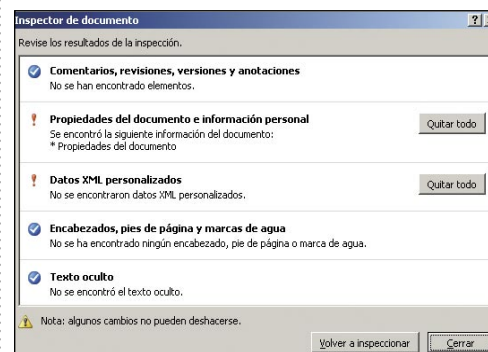 Inspector de documento
Revise los resultados de la inspección.
Comentarios, revisiones, versiones y anotaciones
No se han encontrado elementos.
Propiedades del documento e información personal
Quitar todo
Se encontró la siguiente información del documento:
* Propiedades del documento
Datos XML personalizados
Quitar todo
No se encontraron datos XML personalizados.
Encabezados, pies de página y marcas de agua
No se ha encontrado ningún encabezado, pie de página o marca de agua.
Texto oculto
No se encontró el texto oculto.
Nota: algunos cambios no pueden deshacerse.
Volver a inspeccionar
Cerrar